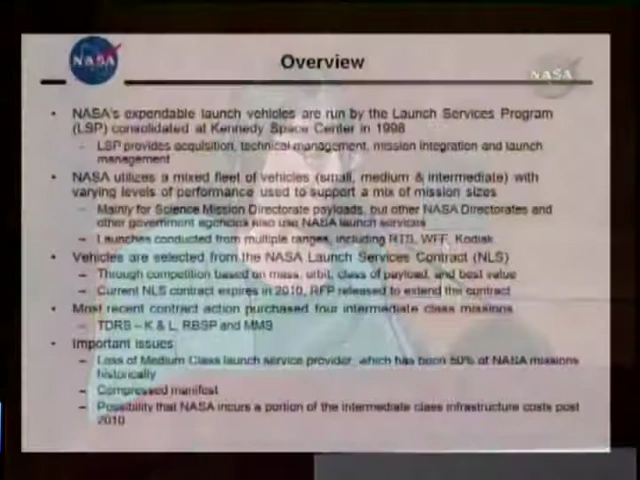 NASA
Overview
NASA
• NASA's expendable launch vehicles are run by the Launch Services Program
(LSP) consolidated at Kennedy Space Center in 1998
– LSP provides acquisition, technical management, mission integration and launch
management
• NASA utilizes a mixed fleet of vehicles (small, medium & intermediate) with
varying levels of performance used to support a mix of mission sizes
– Mainly for Science Mission Directorate payloads, but other NASA Directorates and
other government agencies also use NASA launch services
– Launches conducted from multiple ranges, including RTS, WFF, Kodiak
• Vehicles are selected from the NASA Launch Services Contract (NLS)
– Through competition based on mass, orbit, class of payload, and best value
– Current NLS contract expires in 2010, RFP released to extend the contract
• Most recent contract action purchased four intermediate class missions
– TDRS – K & L, RBSP and MMS
• Important issues
– Loss of Medium Class launch service provider, which has been 50% of NASA missions
historically
– Compressed manifest
– Possibility that NASA incurs a portion of the intermediate class infrastructure costs post
2010